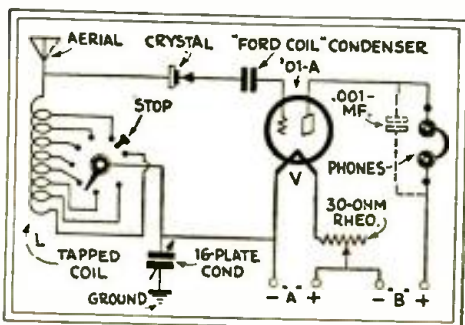 AERIAL
CRYSTAL
"FORD COIL" CONDENSER
'01-A
.001-
MF.
STOP
PHONES
V
30-OHM
RHEO.
L
TAPPED
COIL
16-PLATE
COND
GROUND
- "A" +
- "B" +